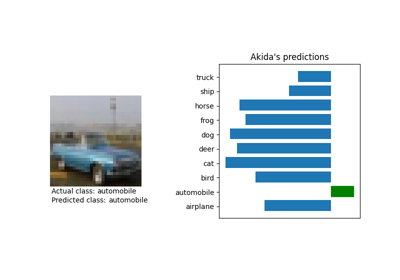 Akida's predictions
truck
ship
horse
frog
dog
deer
cat
bird
automobile
airplane
Actual class: automobile
Predicted class: automobile